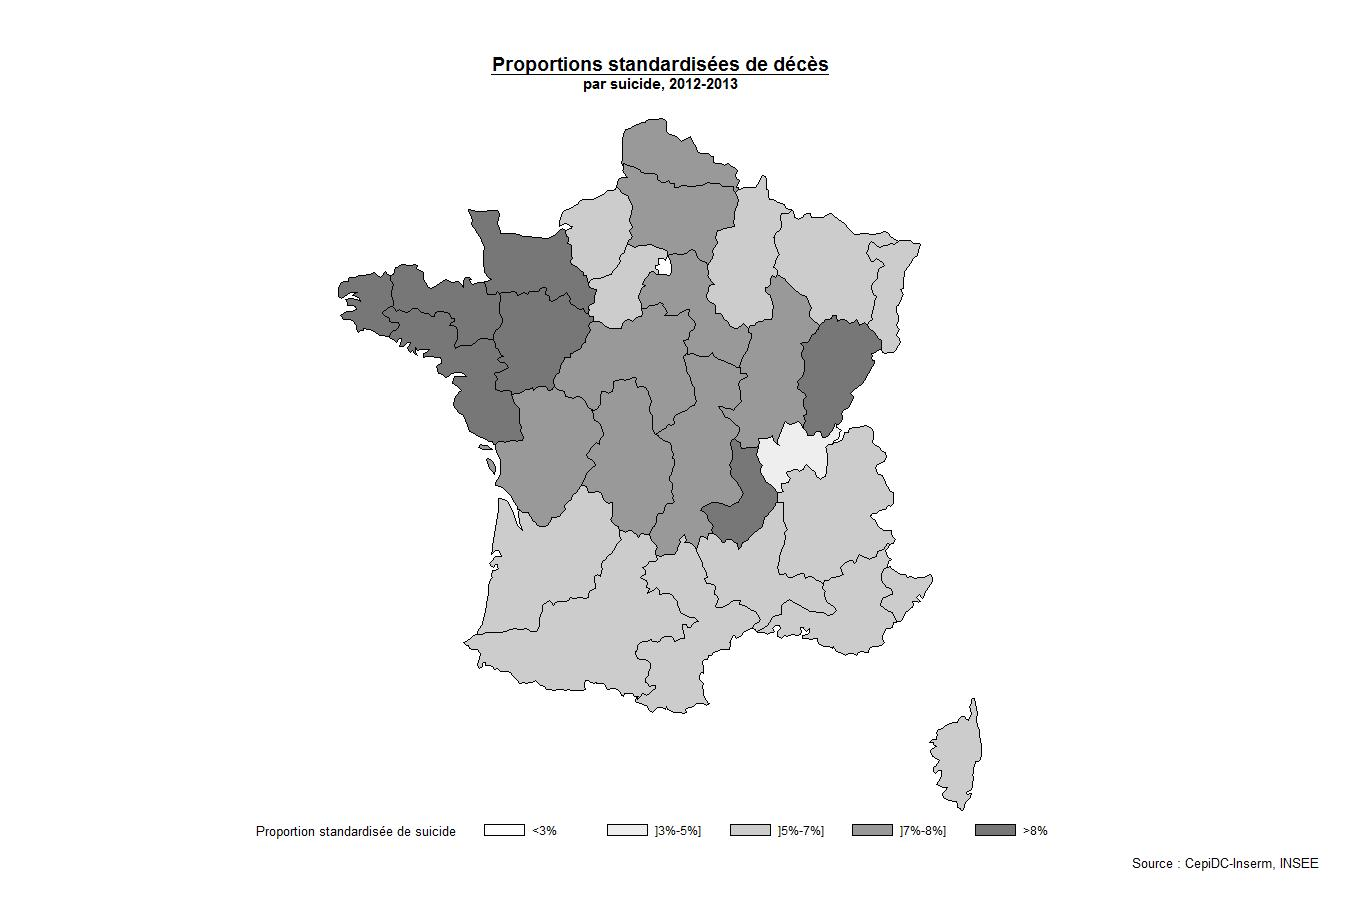 Proportions standardisées de décès
par suicide, 2012-2013
Proportion standardisée de suicide <3% ]3%-5%] ]5%-7%] ]7%-8%] >8%
Source : CepiDC-Inserm, INSEE